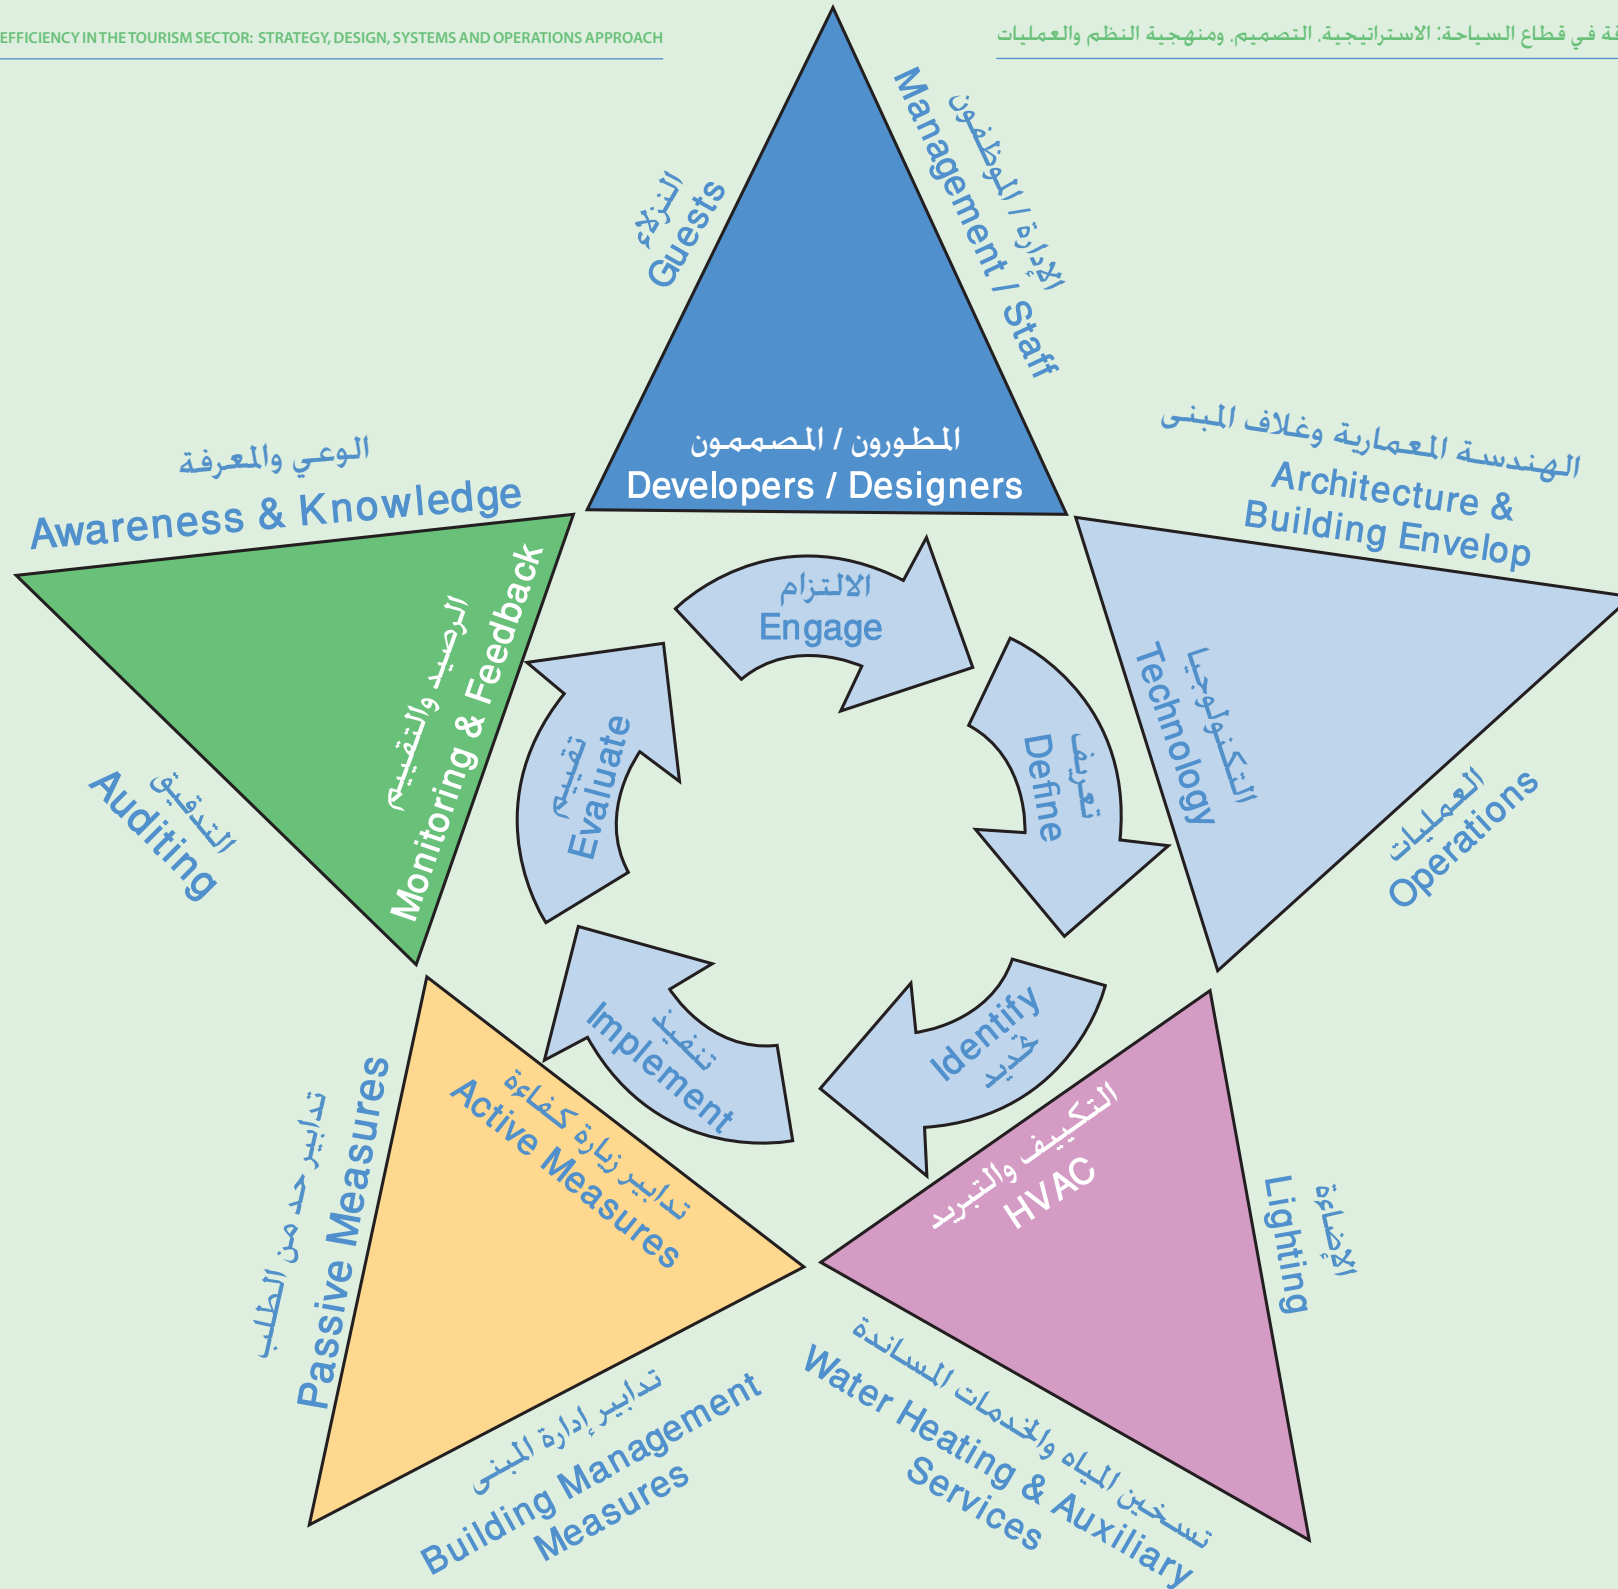 EFFICIENCY IN THE TOURISM SECTOR: STRATEGY, DESIGN, SYSTEMS AND OPERATIONS APPROACH
في قطاع السياحة: الاستراتيجية، التصميم، ومنهجية النظم والعمليات
النزلاء
Guests
الإدارة / الموظفون
Management / Staff
المطورون / المصممون
Developers / Designers
الهندسة المعمارية وغلاف المبنى
Architecture &
Building Envelop
التكنولوجيا
Technology
العمليات
Operations
الوعي والمعرفة
Awareness & Knowledge
الرصيد والتقييم
Monitoring & Feedback
التدقيق
Auditing
الالتزام
Engage
تعريف
Define
Identify
تحديد
تنفيذ
Implement
تقييم
Evaluate
تدابير حد من الطلب
Passive Measures
تدابير زيارة كفاءة
Active Measures
تدابير إدارة المبنى
Building Management
Measures
التكييف والتبريد
HVAC
الإضاءة
Lighting
تسخين المياه والخدمات المساندة
Water Heating & Auxiliary
Services